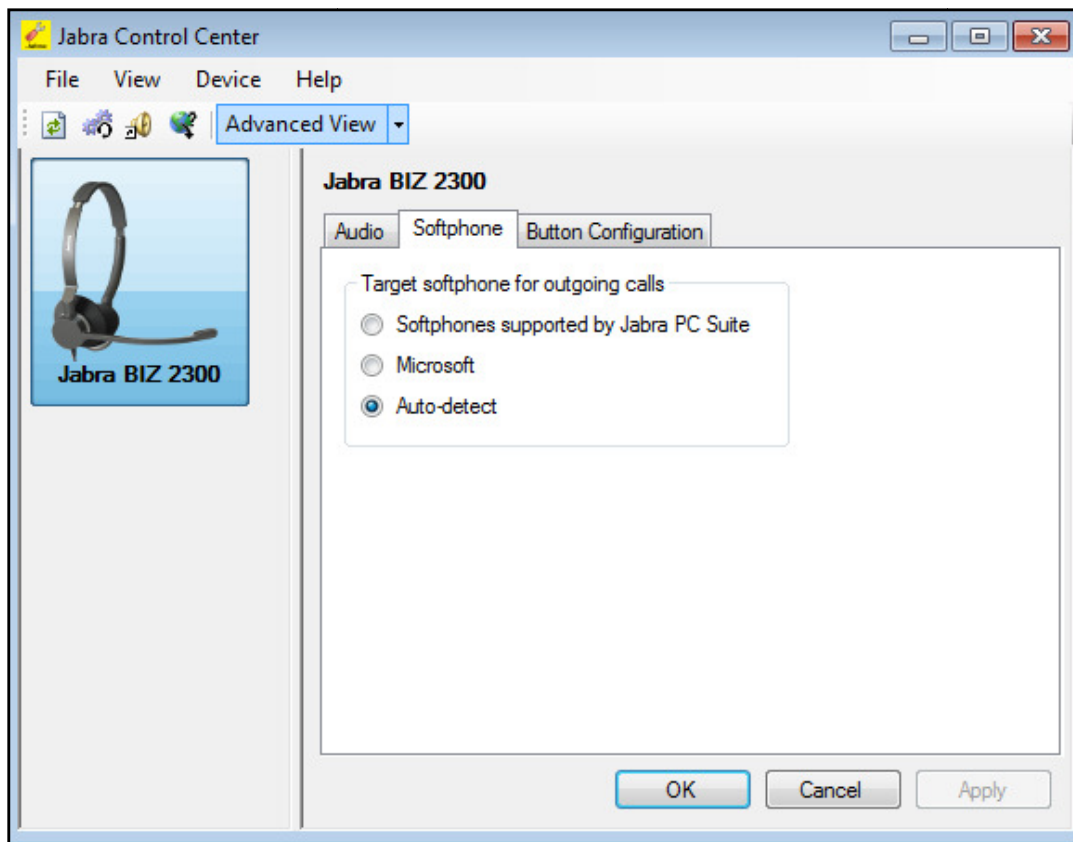 Jabra Control Center
File View Device Help
Advanced View
Jabra BIZ 2300
Jabra BIZ 2300
Audio Softphone Button Configuration
Target softphone for outgoing calls
Softphones supported by Jabra PC Suite
Microsoft
Auto-detect
OK Cancel Apply